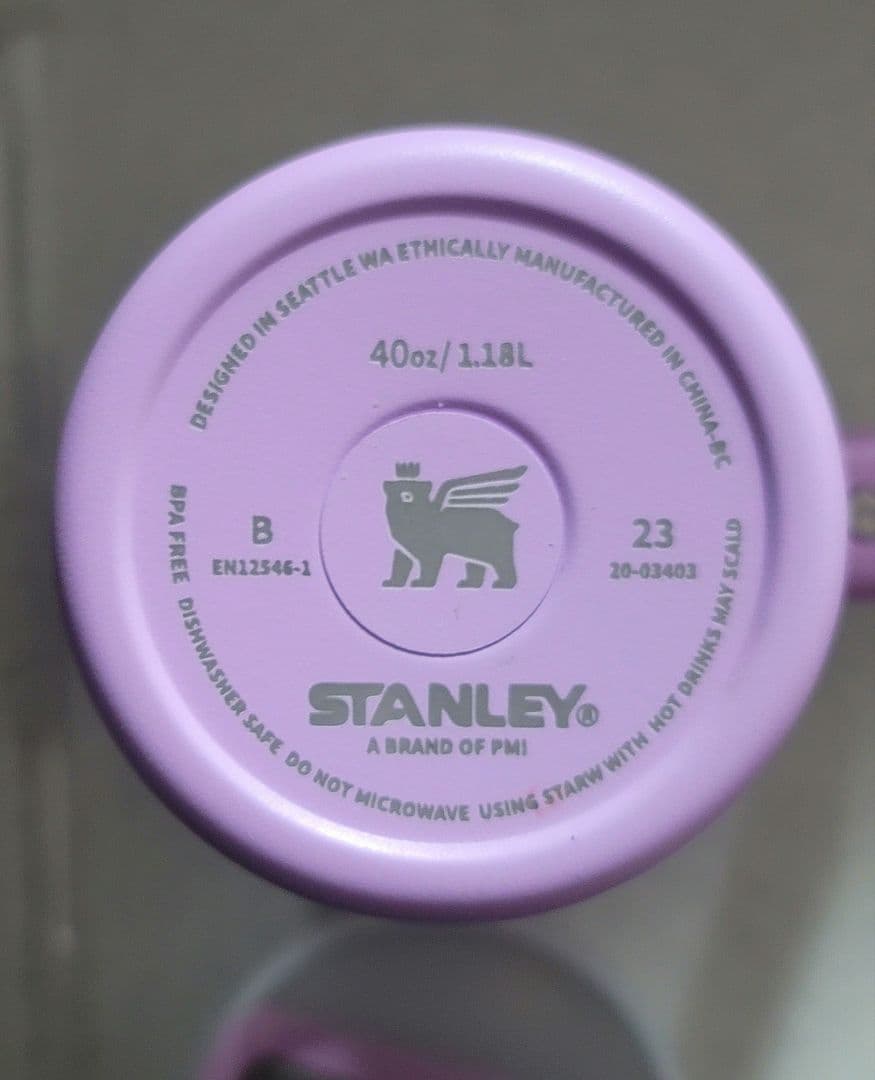 DESIGNED IN SEATTLE WA ETHICALLY MANUFACTURED IN CHINA-BC
40oz/1.18L
B
EN12546-1
23
20-03403
STANLEY®
A BRAND OF PMI
BPA FREE DISHWASHER SAFE DO NOT MICROWAVE USING STARW WITH HOT DRINKS MAY SCALD